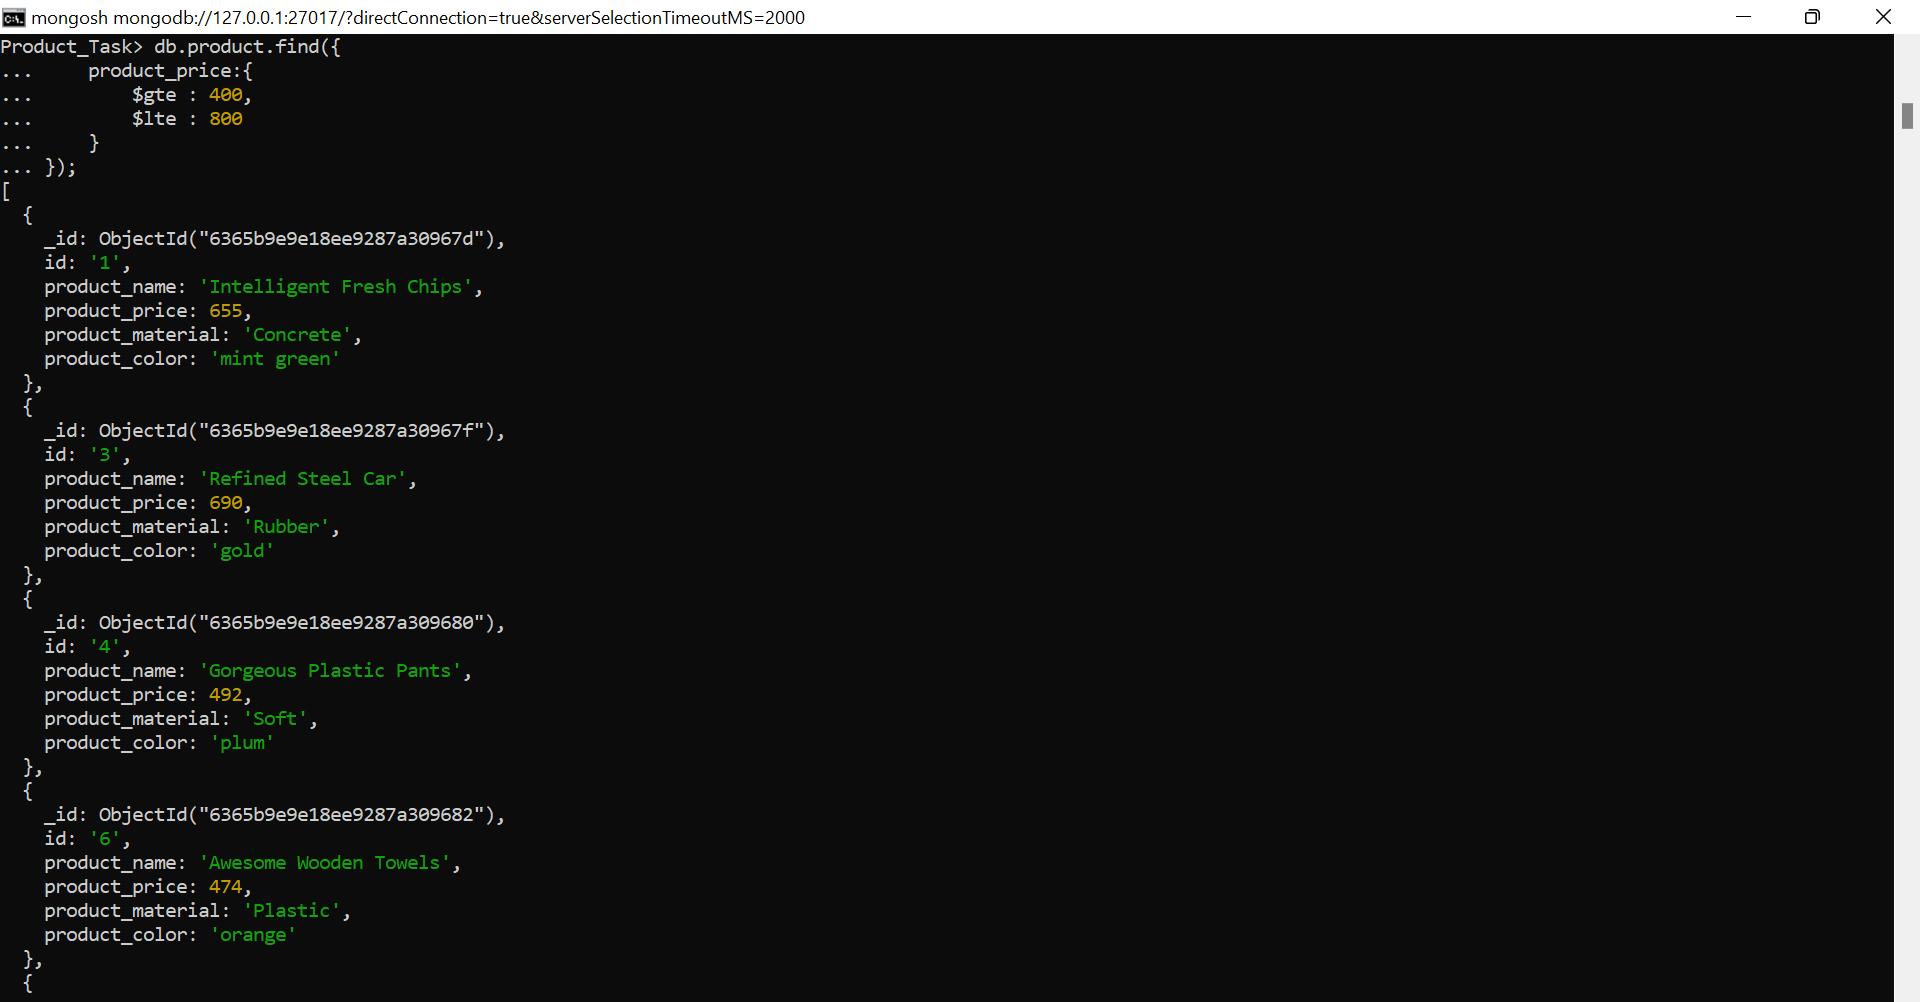 mongosh mongodb://127.0.0.1:27017/?directConnection=true&serverSelectionTimeoutMS=2000
Product_Task> db.product.find({
...     product_price:{
...         $gte : 400,
...         $lte : 800
...     }
... });
[
  {
    _id: ObjectId("6365b9e9e18ee9287a30967d"),
    id: '1',
    product_name: 'Intelligent Fresh Chips',
    product_price: 655,
    product_material: 'Concrete',
    product_color: 'mint green'
  },
  {
    _id: ObjectId("6365b9e9e18ee9287a30967f"),
    id: '3',
    product_name: 'Refined Steel Car',
    product_price: 690,
    product_material: 'Rubber',
    product_color: 'gold'
  },
  {
    _id: ObjectId("6365b9e9e18ee9287a309680"),
    id: '4',
    product_name: 'Gorgeous Plastic Pants',
    product_price: 492,
    product_material: 'Soft',
    product_color: 'plum'
  },
  {
    _id: ObjectId("6365b9e9e18ee9287a309682"),
    id: '6',
    product_name: 'Awesome Wooden Towels',
    product_price: 474,
    product_material: 'Plastic',
    product_color: 'orange'
  },
  {